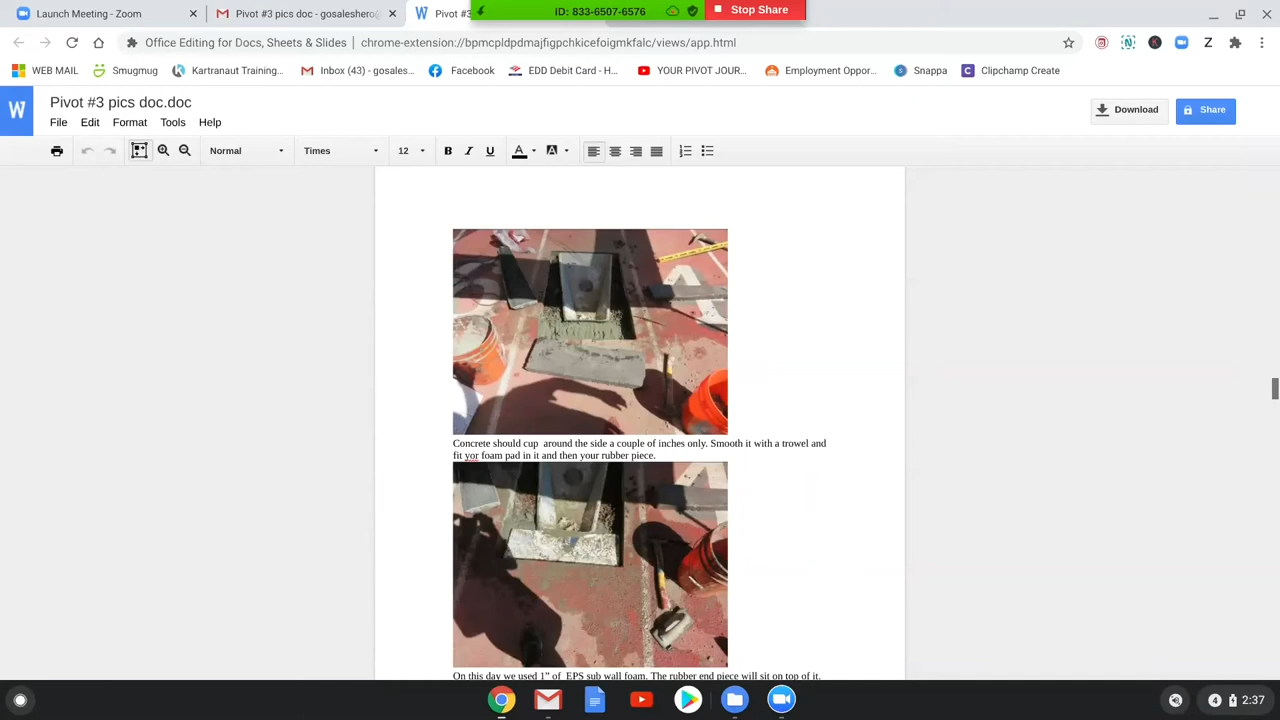 Launch Meeting - Zoom
Pivot #3 pics doc - gosaleshero@
Pivot #3
ID: 833-6507-6576
Stop Share
Office Editing for Docs, Sheets & Slides
chrome-extension://bpmcpldpdmajfigpchkicefoigmkfalc/views/app.html
WEB MAIL
Smugmug
Kartranaut Training...
Inbox (43) - gosales...
Facebook
EDD Debit Card - H...
YOUR PIVOT JOUR...
Employment Oppor...
Snappa
Clipchamp Create
Pivot #3 pics doc.doc
File Edit Format Tools Help
Download
Share
Normal
Times
12
B I U A A
Concrete should cup around the side a couple of inches only. Smooth it with a trowel and
fit yor foam pad in it and then your rubber piece.
On this day we used 1” of EPS sub wall foam. The rubber end piece will sit on top of it.
4
2:37